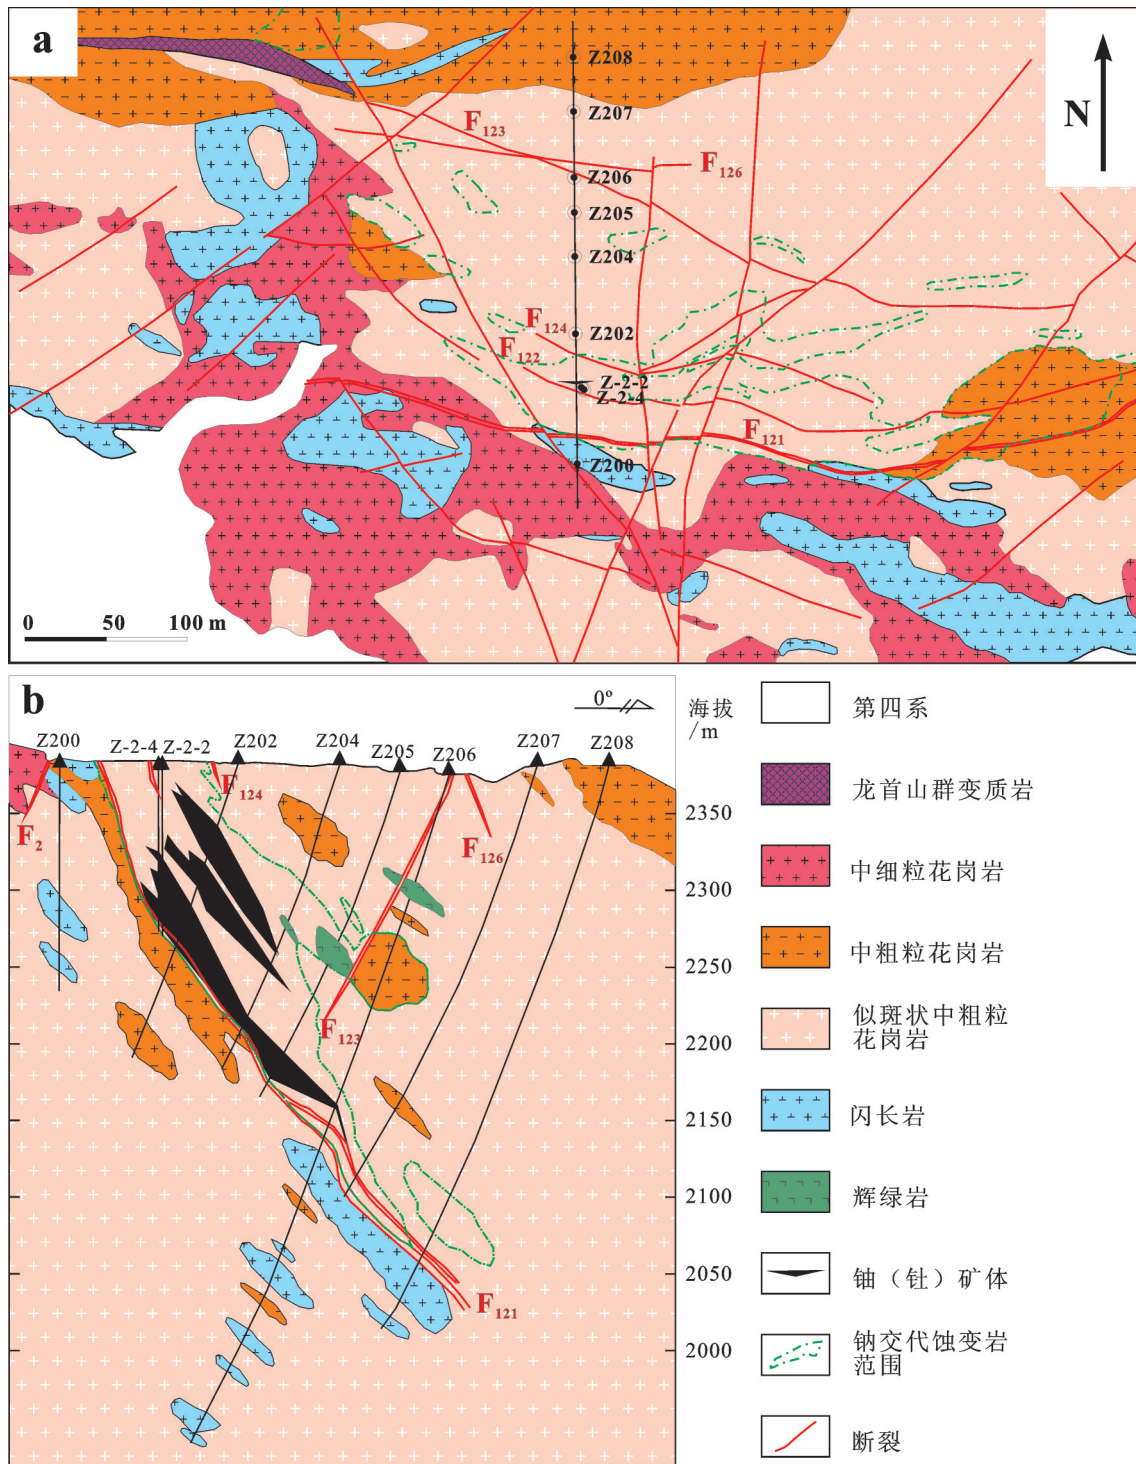 a
N
Z208
Z207
F123
F126
Z206
Z205
Z204
F124
Z202
F122
Z-2-2
Z-2-4
F121
Z200
0 50 100 m
b
0°
海拔
/m
Z200
Z-2-4
Z-2-2
Z202
Z204
Z205
Z206
Z207
Z208
F124
F2
F126
F123
F121
2350
2300
2250
2200
2150
2100
2050
2000
第四系
龙首山群变质岩
中细粒花岗岩
中粗粒花岗岩
似斑状中粗粒
花岗岩
闪长岩
辉绿岩
铀（钍）矿体
钠交代蚀变岩
范围
断裂